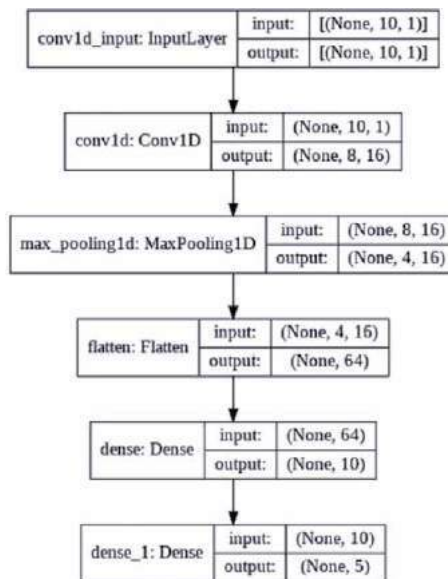 conv1d_input: InputLayer
input: [(None, 10, 1)]
output: [(None, 10, 1)]
conv1d: Conv1D
input: (None, 10, 1)
output: (None, 8, 16)
max_pooling1d: MaxPooling1D
input: (None, 8, 16)
output: (None, 4, 16)
flatten: Flatten
input: (None, 4, 16)
output: (None, 64)
dense: Dense
input: (None, 64)
output: (None, 10)
dense_1: Dense
input: (None, 10)
output: (None, 5)